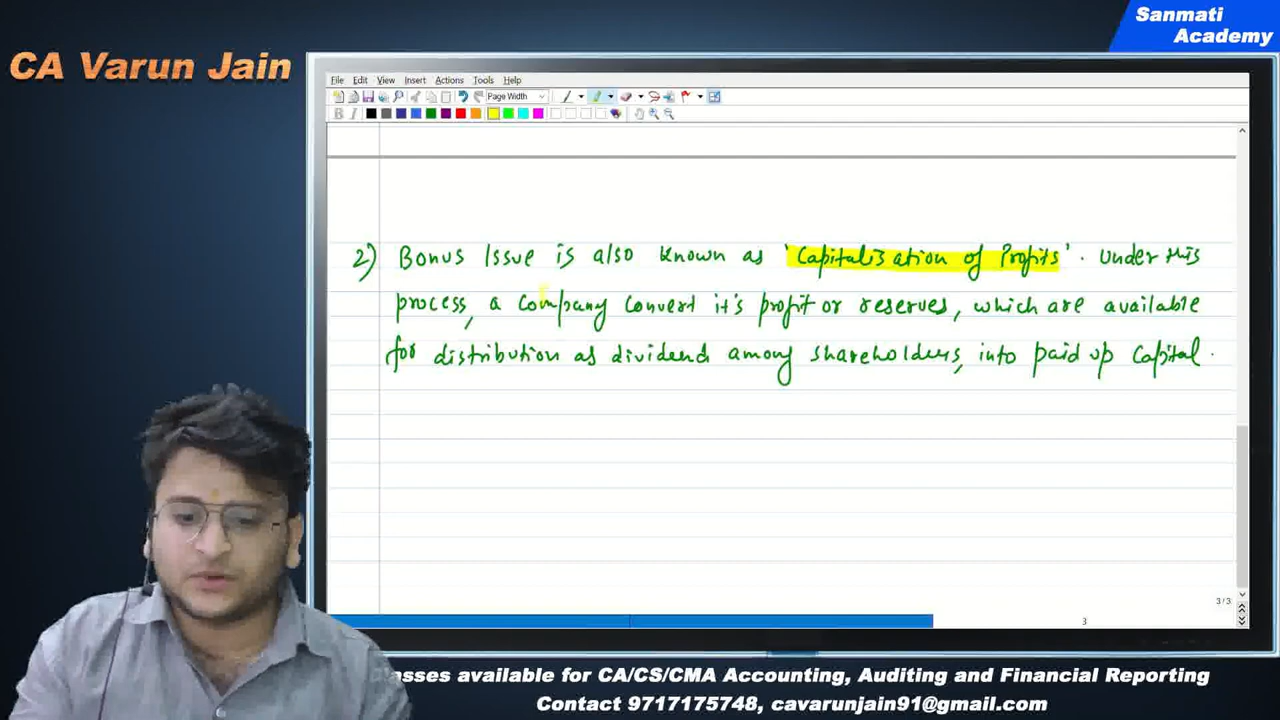 Sanmati
Academy
CA Varun Jain
File Edit View Insert Actions Tools Help
Page Width
B I
2) Bonus Issue is also known as 'Capitalisation of Profits'. Under this
process, a company convert it's profit or reserves, which are available
for distribution as dividend among shareholders, into paid up capital.
3/3
3
lasses available for CA/CS/CMA Accounting, Auditing and Financial Reporting
Contact 9717175748, cavarunjain91@gmail.com